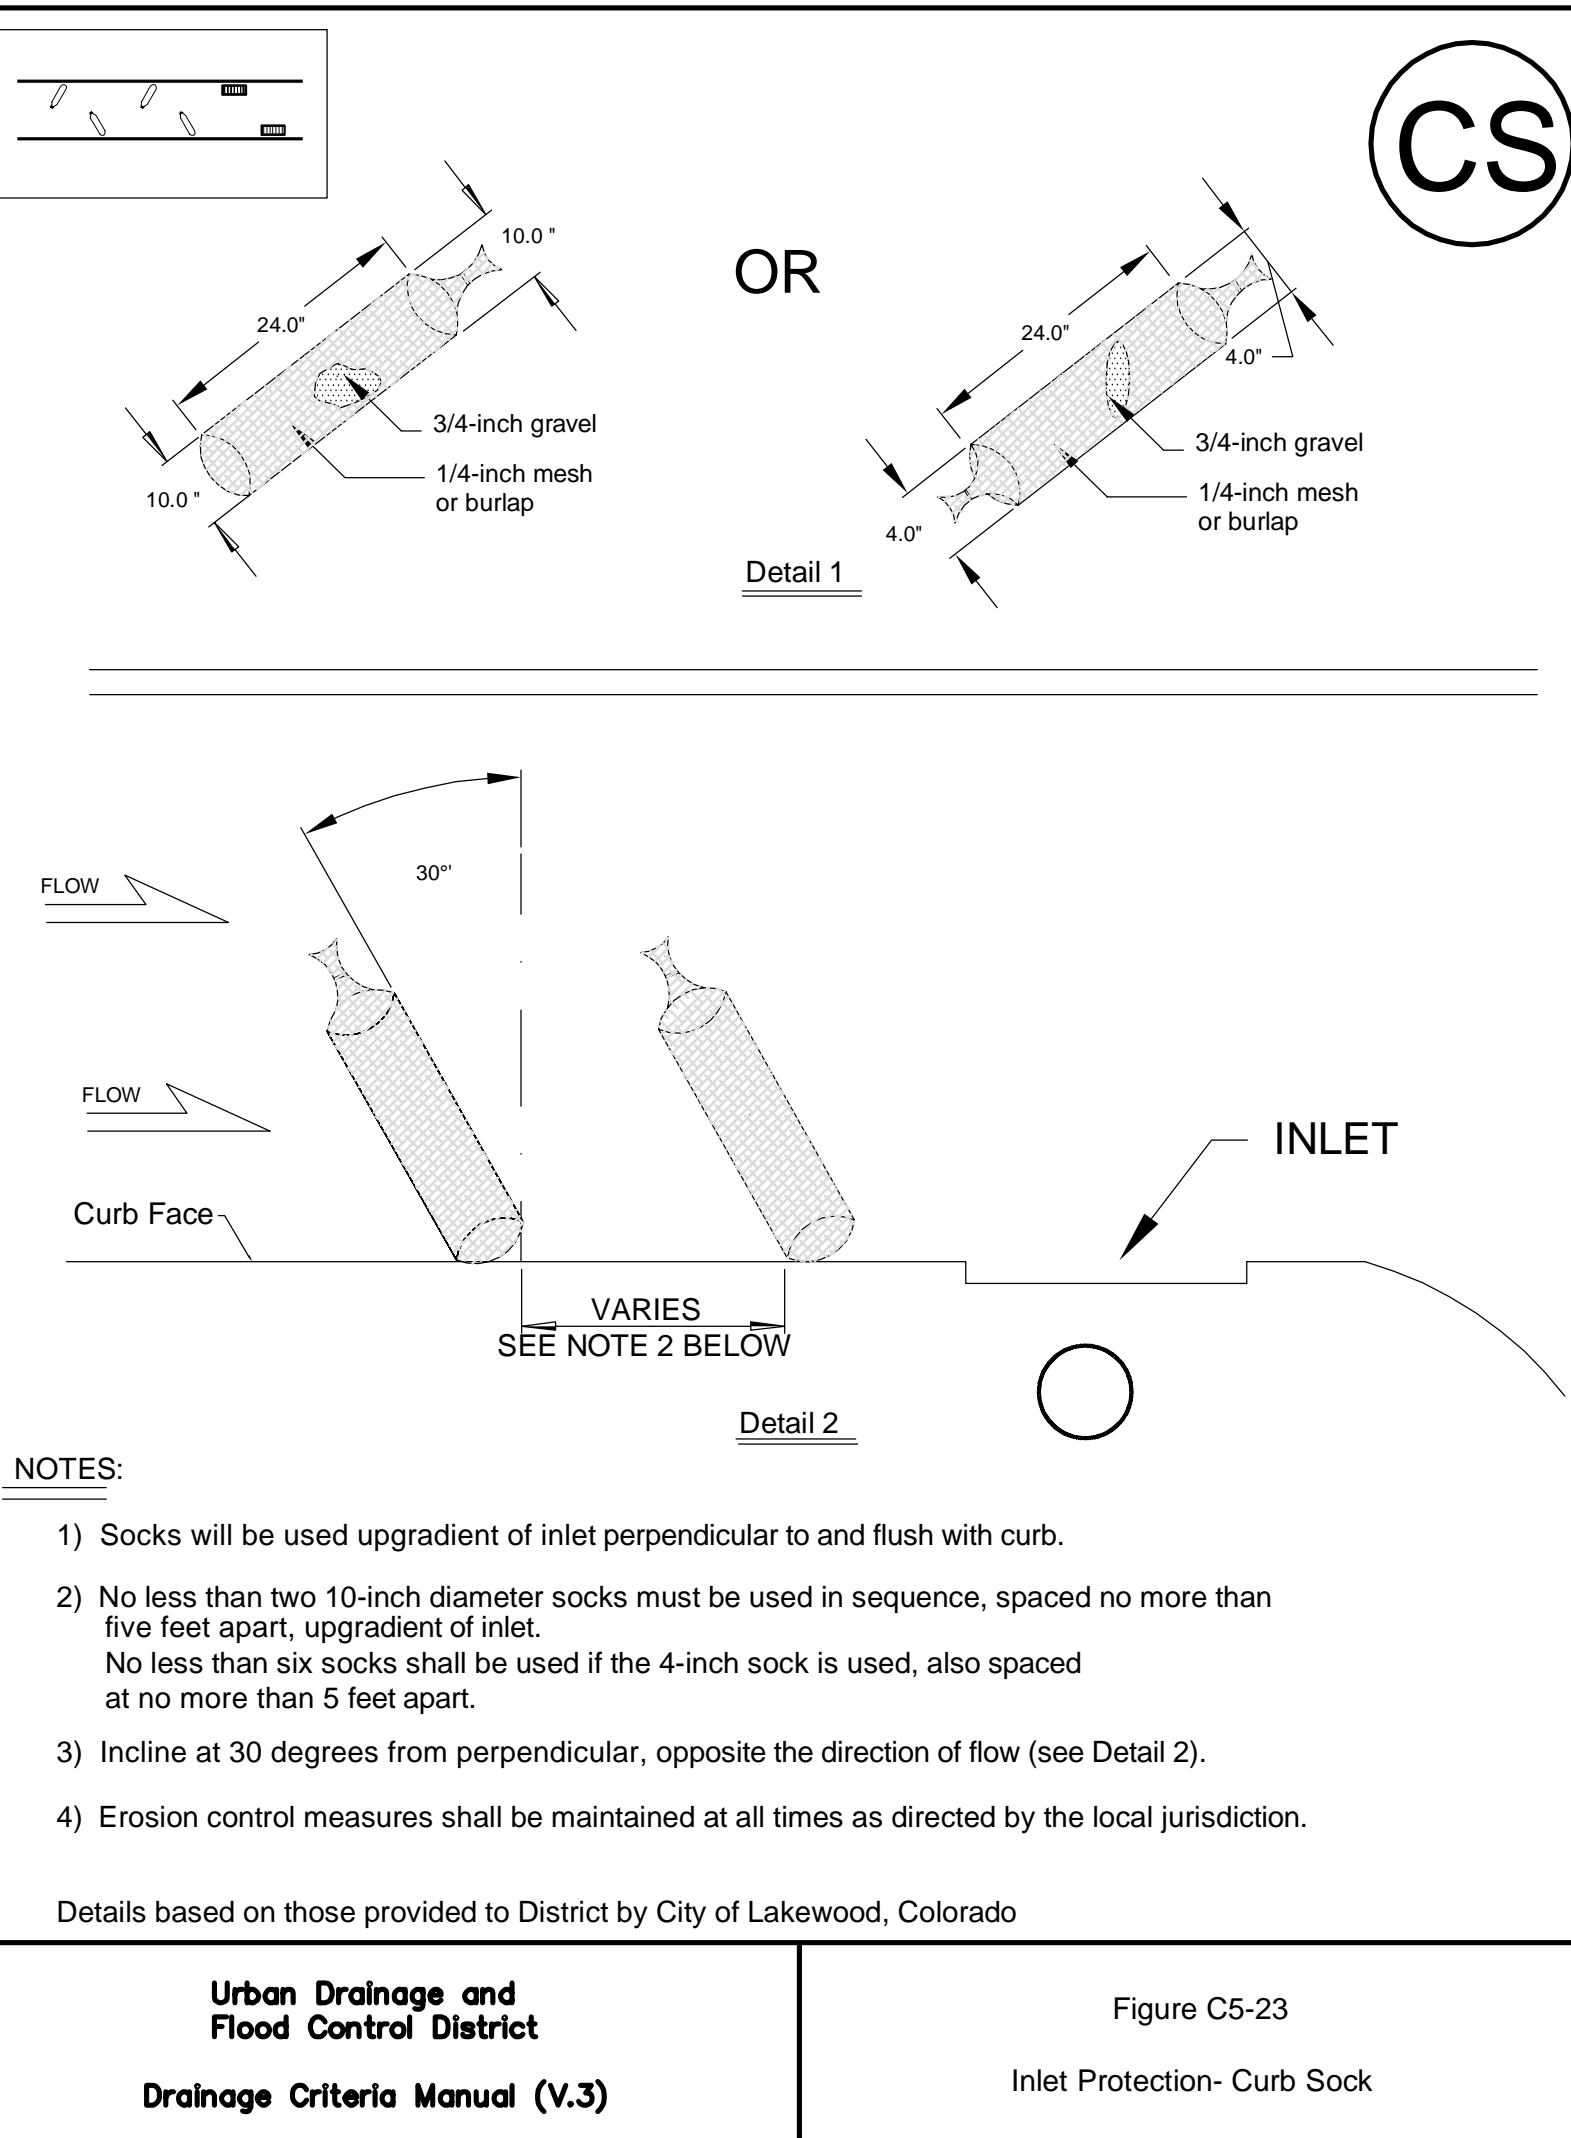 CS
10.0 "
OR
24.0"
24.0"
4.0"
3/4-inch gravel
3/4-inch gravel
1/4-inch mesh
or burlap
10.0 "
1/4-inch mesh
or burlap
4.0"
Detail 1
30°'
FLOW
FLOW
INLET
Curb Face
VARIES
SEE NOTE 2 BELOW
Detail 2
NOTES:
1) Socks will be used upgradient of inlet perpendicular to and flush with curb.
2) No less than two 10-inch diameter socks must be used in sequence, spaced no more than
five feet apart, upgradient of inlet.
No less than six socks shall be used if the 4-inch sock is used, also spaced
at no more than 5 feet apart.
3) Incline at 30 degrees from perpendicular, opposite the direction of flow (see Detail 2).
4) Erosion control measures shall be maintained at all times as directed by the local jurisdiction.
Details based on those provided to District by City of Lakewood, Colorado
Urban Drainage and
Flood Control District
Drainage Criteria Manual (V.3)
Figure C5-23
Inlet Protection- Curb Sock